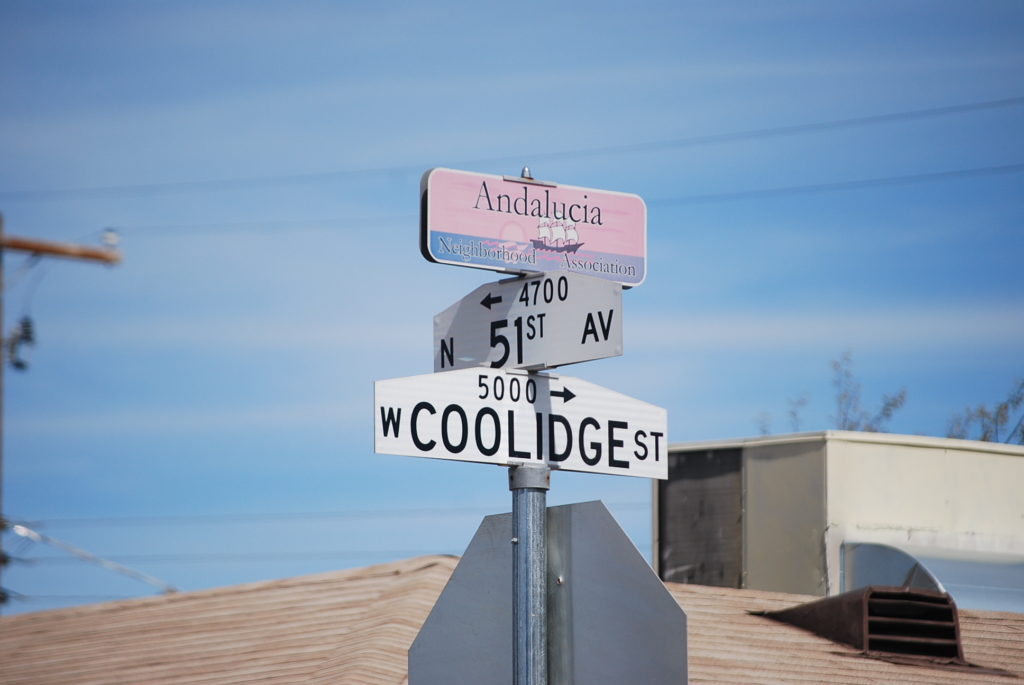 Andalucia
Neighborhood Association
← 4700
N 51ST AV
5000 →
W COOLIDGE ST